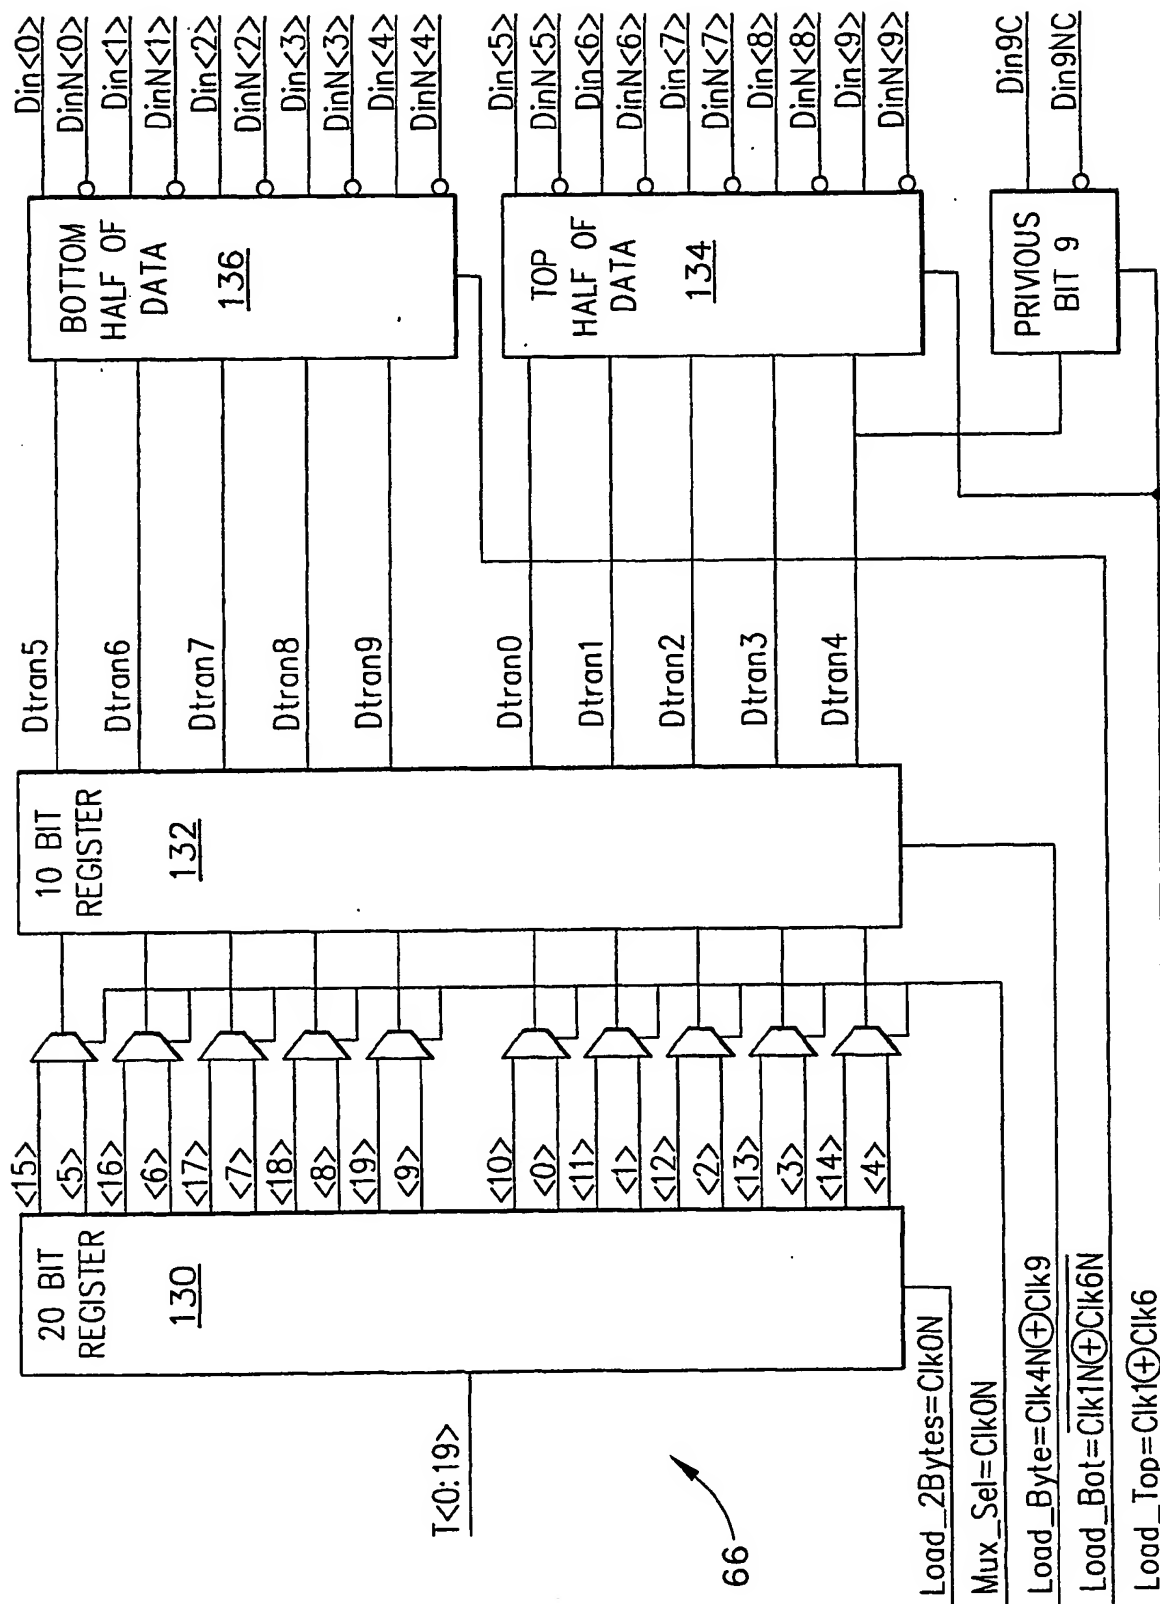 T<0:19>
66
20 BIT
REGISTER
130
<15>
<5>
<16>
<6>
<17>
<7>
<18>
<8>
<19>
<9>
<10>
<0>
<11>
<1>
<12>
<2>
<13>
<3>
<14>
<4>
10 BIT
REGISTER
132
Dtran5
Dtran6
Dtran7
Dtran8
Dtran9
Dtran0
Dtran1
Dtran2
Dtran3
Dtran4
BOTTOM
HALF OF
DATA
136
TOP
HALF OF
DATA
134
PRIVIOUS
BIT 9
Din<0>
DinN<0>
Din<1>
DinN<1>
Din<2>
DinN<2>
Din<3>
DinN<3>
Din<4>
DinN<4>
Din<5>
DinN<5>
Din<6>
DinN<6>
Din<7>
DinN<7>
Din<8>
DinN<8>
Din<9>
DinN<9>
Din9C
Din9NC
Load_2Bytes=Clk0N
Mux_Sel=Clk0N
Load_Byte=Clk4N⊕Clk9
Load_Bot=Clk1N⊕Clk6N
Load_Top=Clk1⊕Clk6